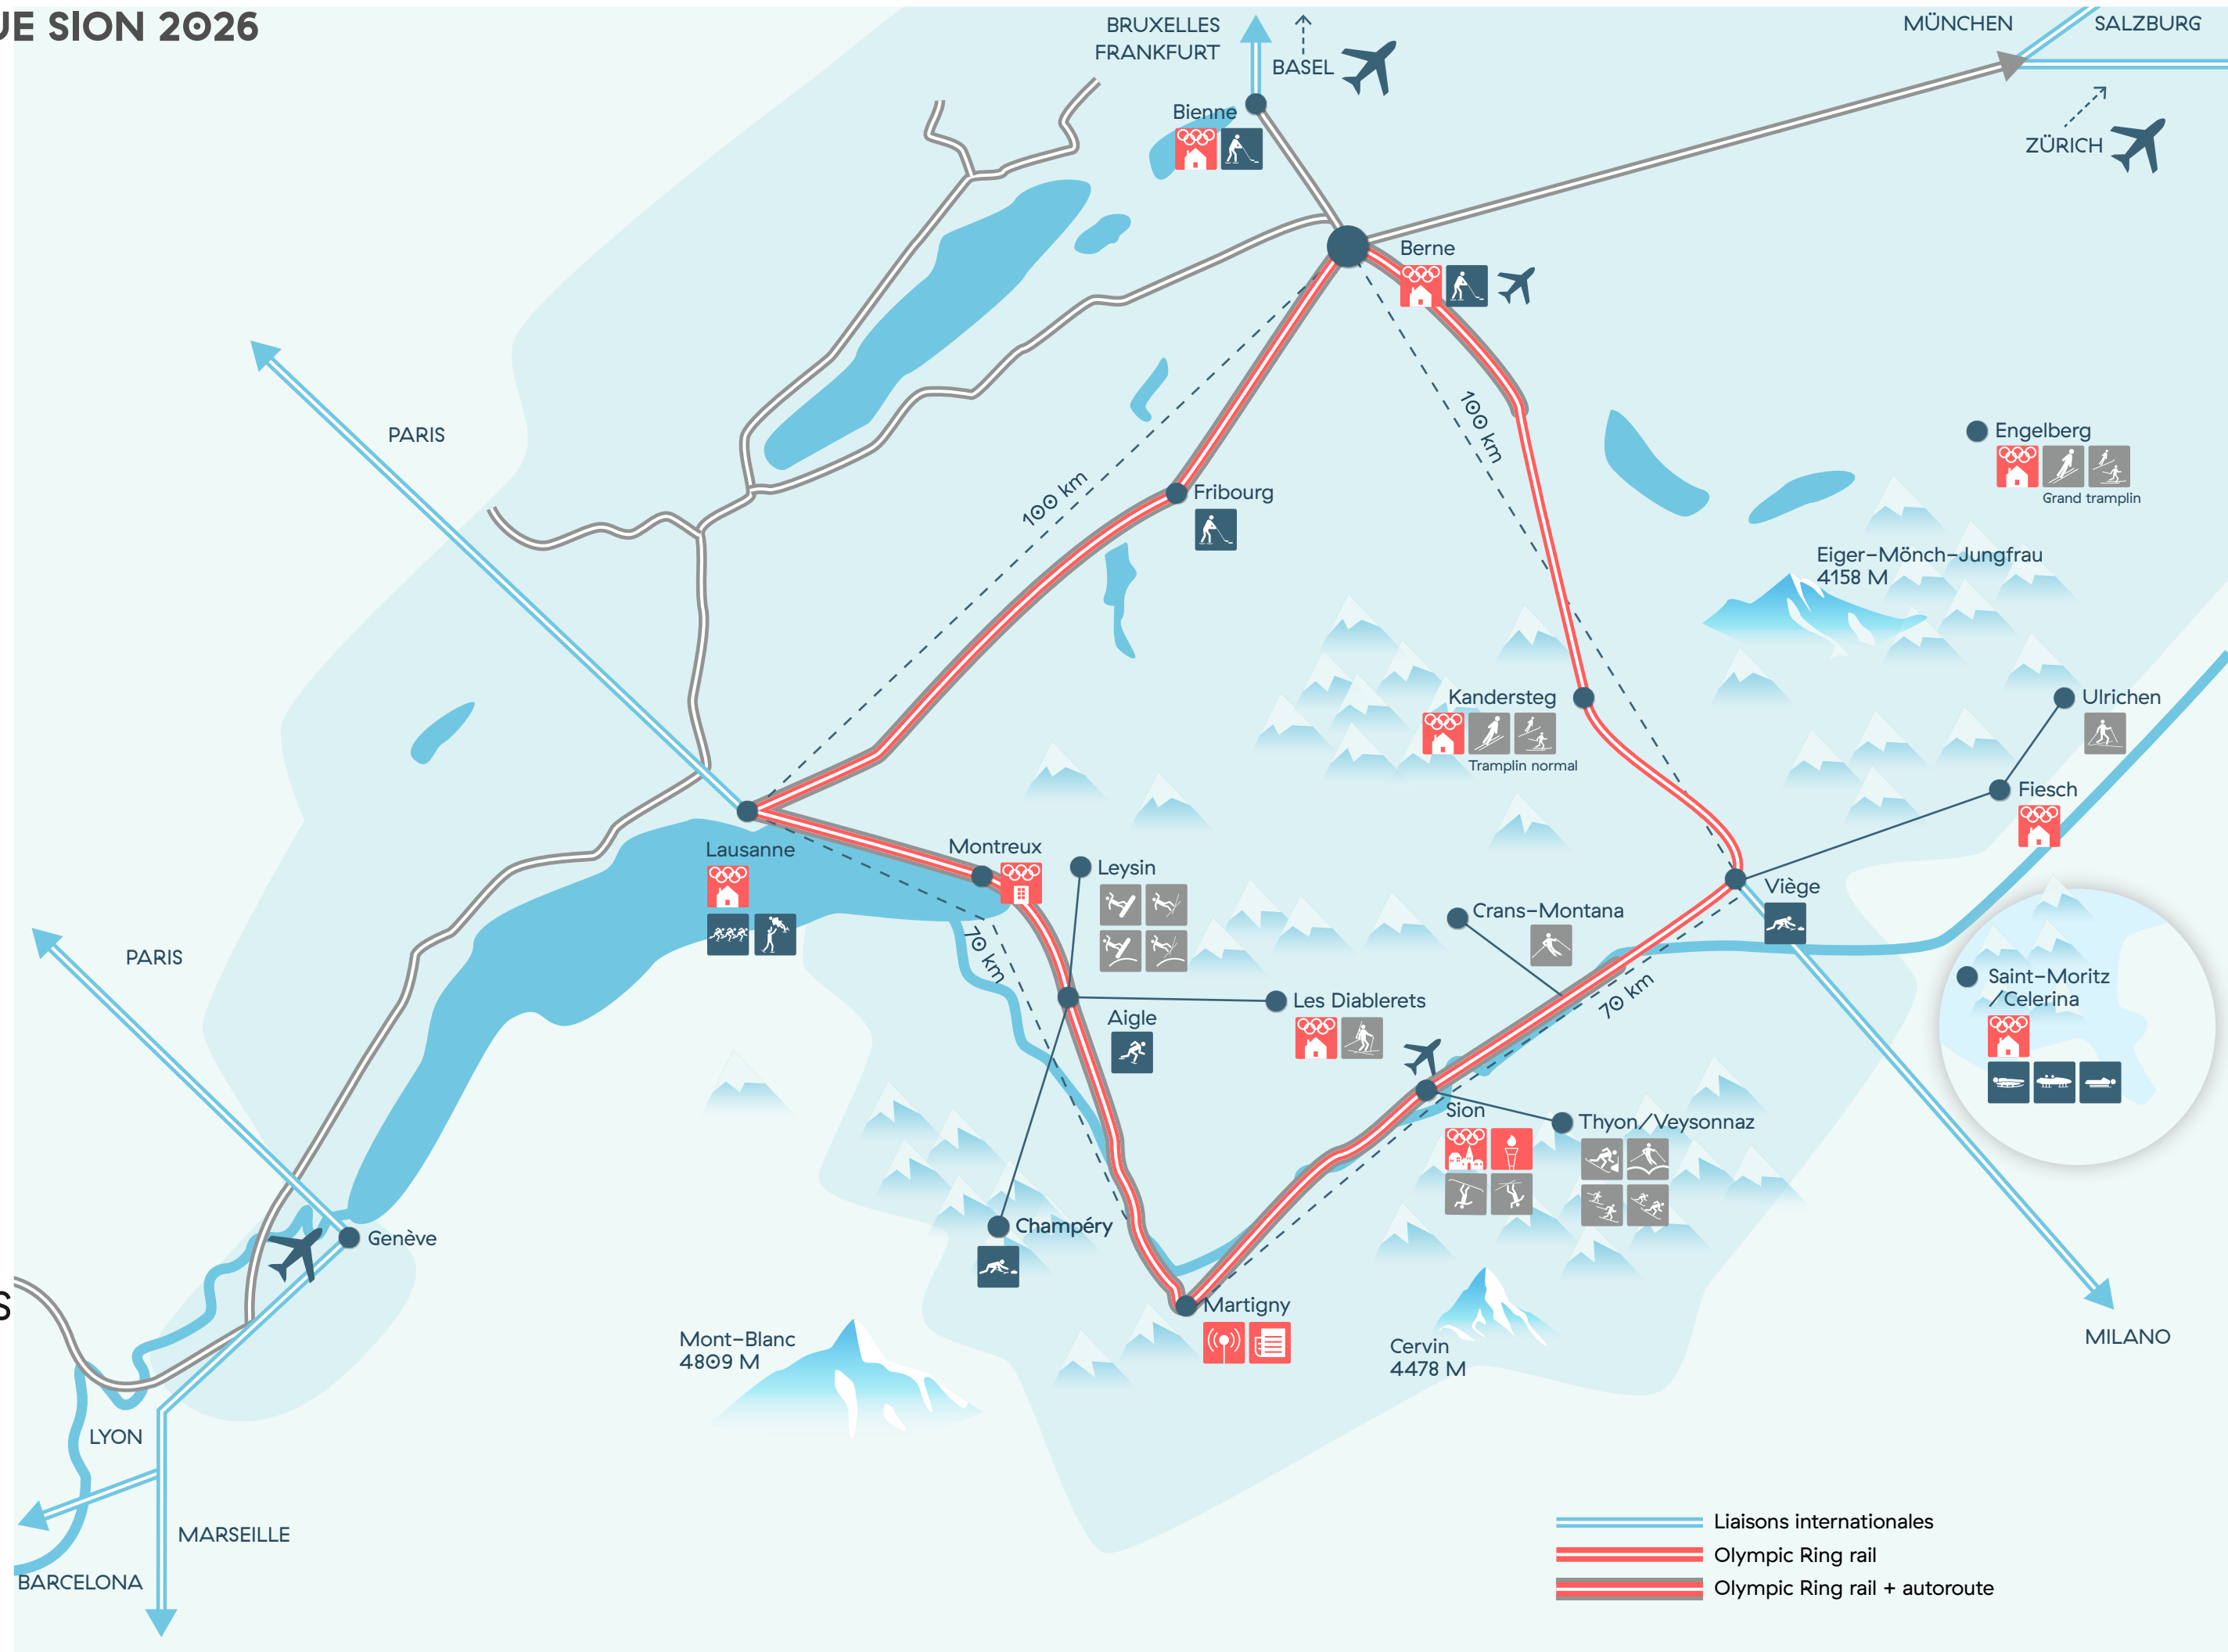 UE SION 2026
BRUXELLES
FRANKFURT
BASEL
MÜNCHEN
SALZBURG
ZÜRICH
Bienne
Berne
PARIS
100 km
100 km
Engelberg
Grand tramplin
Fribourg
Eiger-Mönch-Jungfrau
4158 M
Kandersteg
Tramplin normal
Ulrichen
Fiesch
Lausanne
Montreux
Leysin
Viège
Crans-Montana
PARIS
70 km
70 km
Les Diablerets
Aigle
Saint-Moritz
/Celerina
Sion
Thyon/Veysonnaz
Champéry
Genève
Martigny
S
Mont-Blanc
4809 M
Cervin
4478 M
MILANO
LYON
MARSEILLE
BARCELONA
Liaisons internationales
Olympic Ring rail
Olympic Ring rail + autoroute